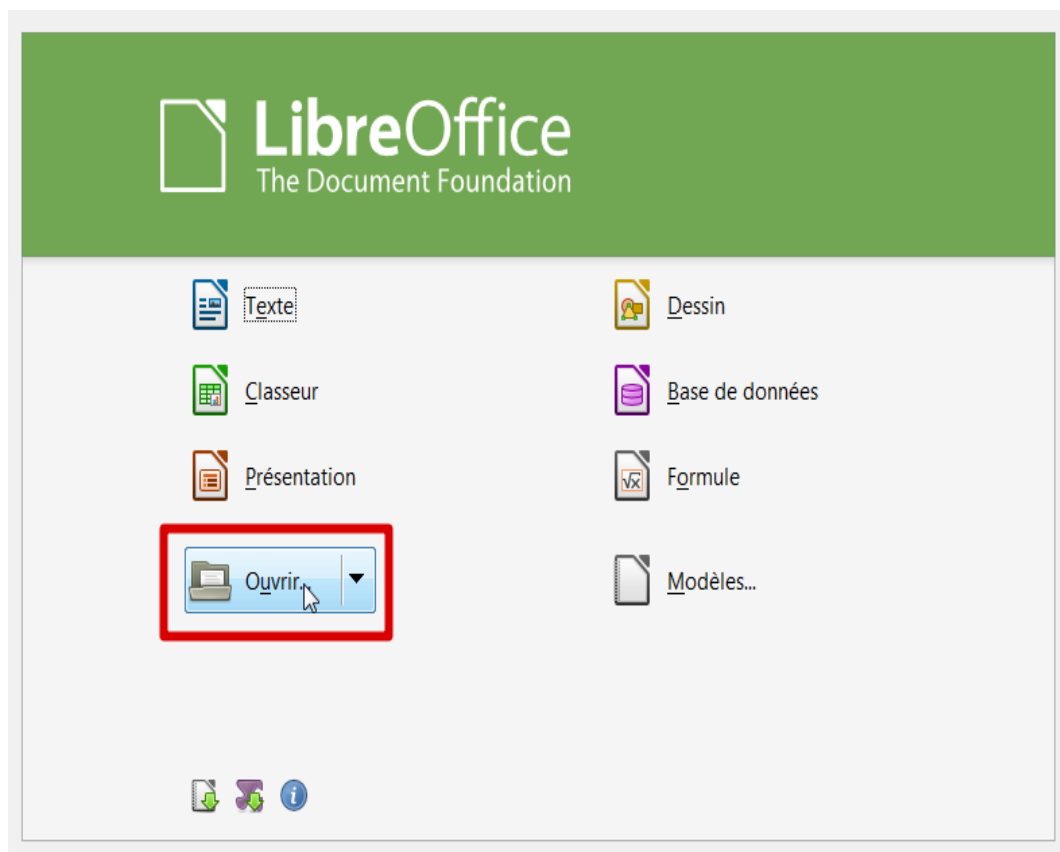 LibreOffice
The Document Foundation
Texte
Dessin
Classeur
Base de données
Présentation
Formule
Ouvrir...
Modèles...